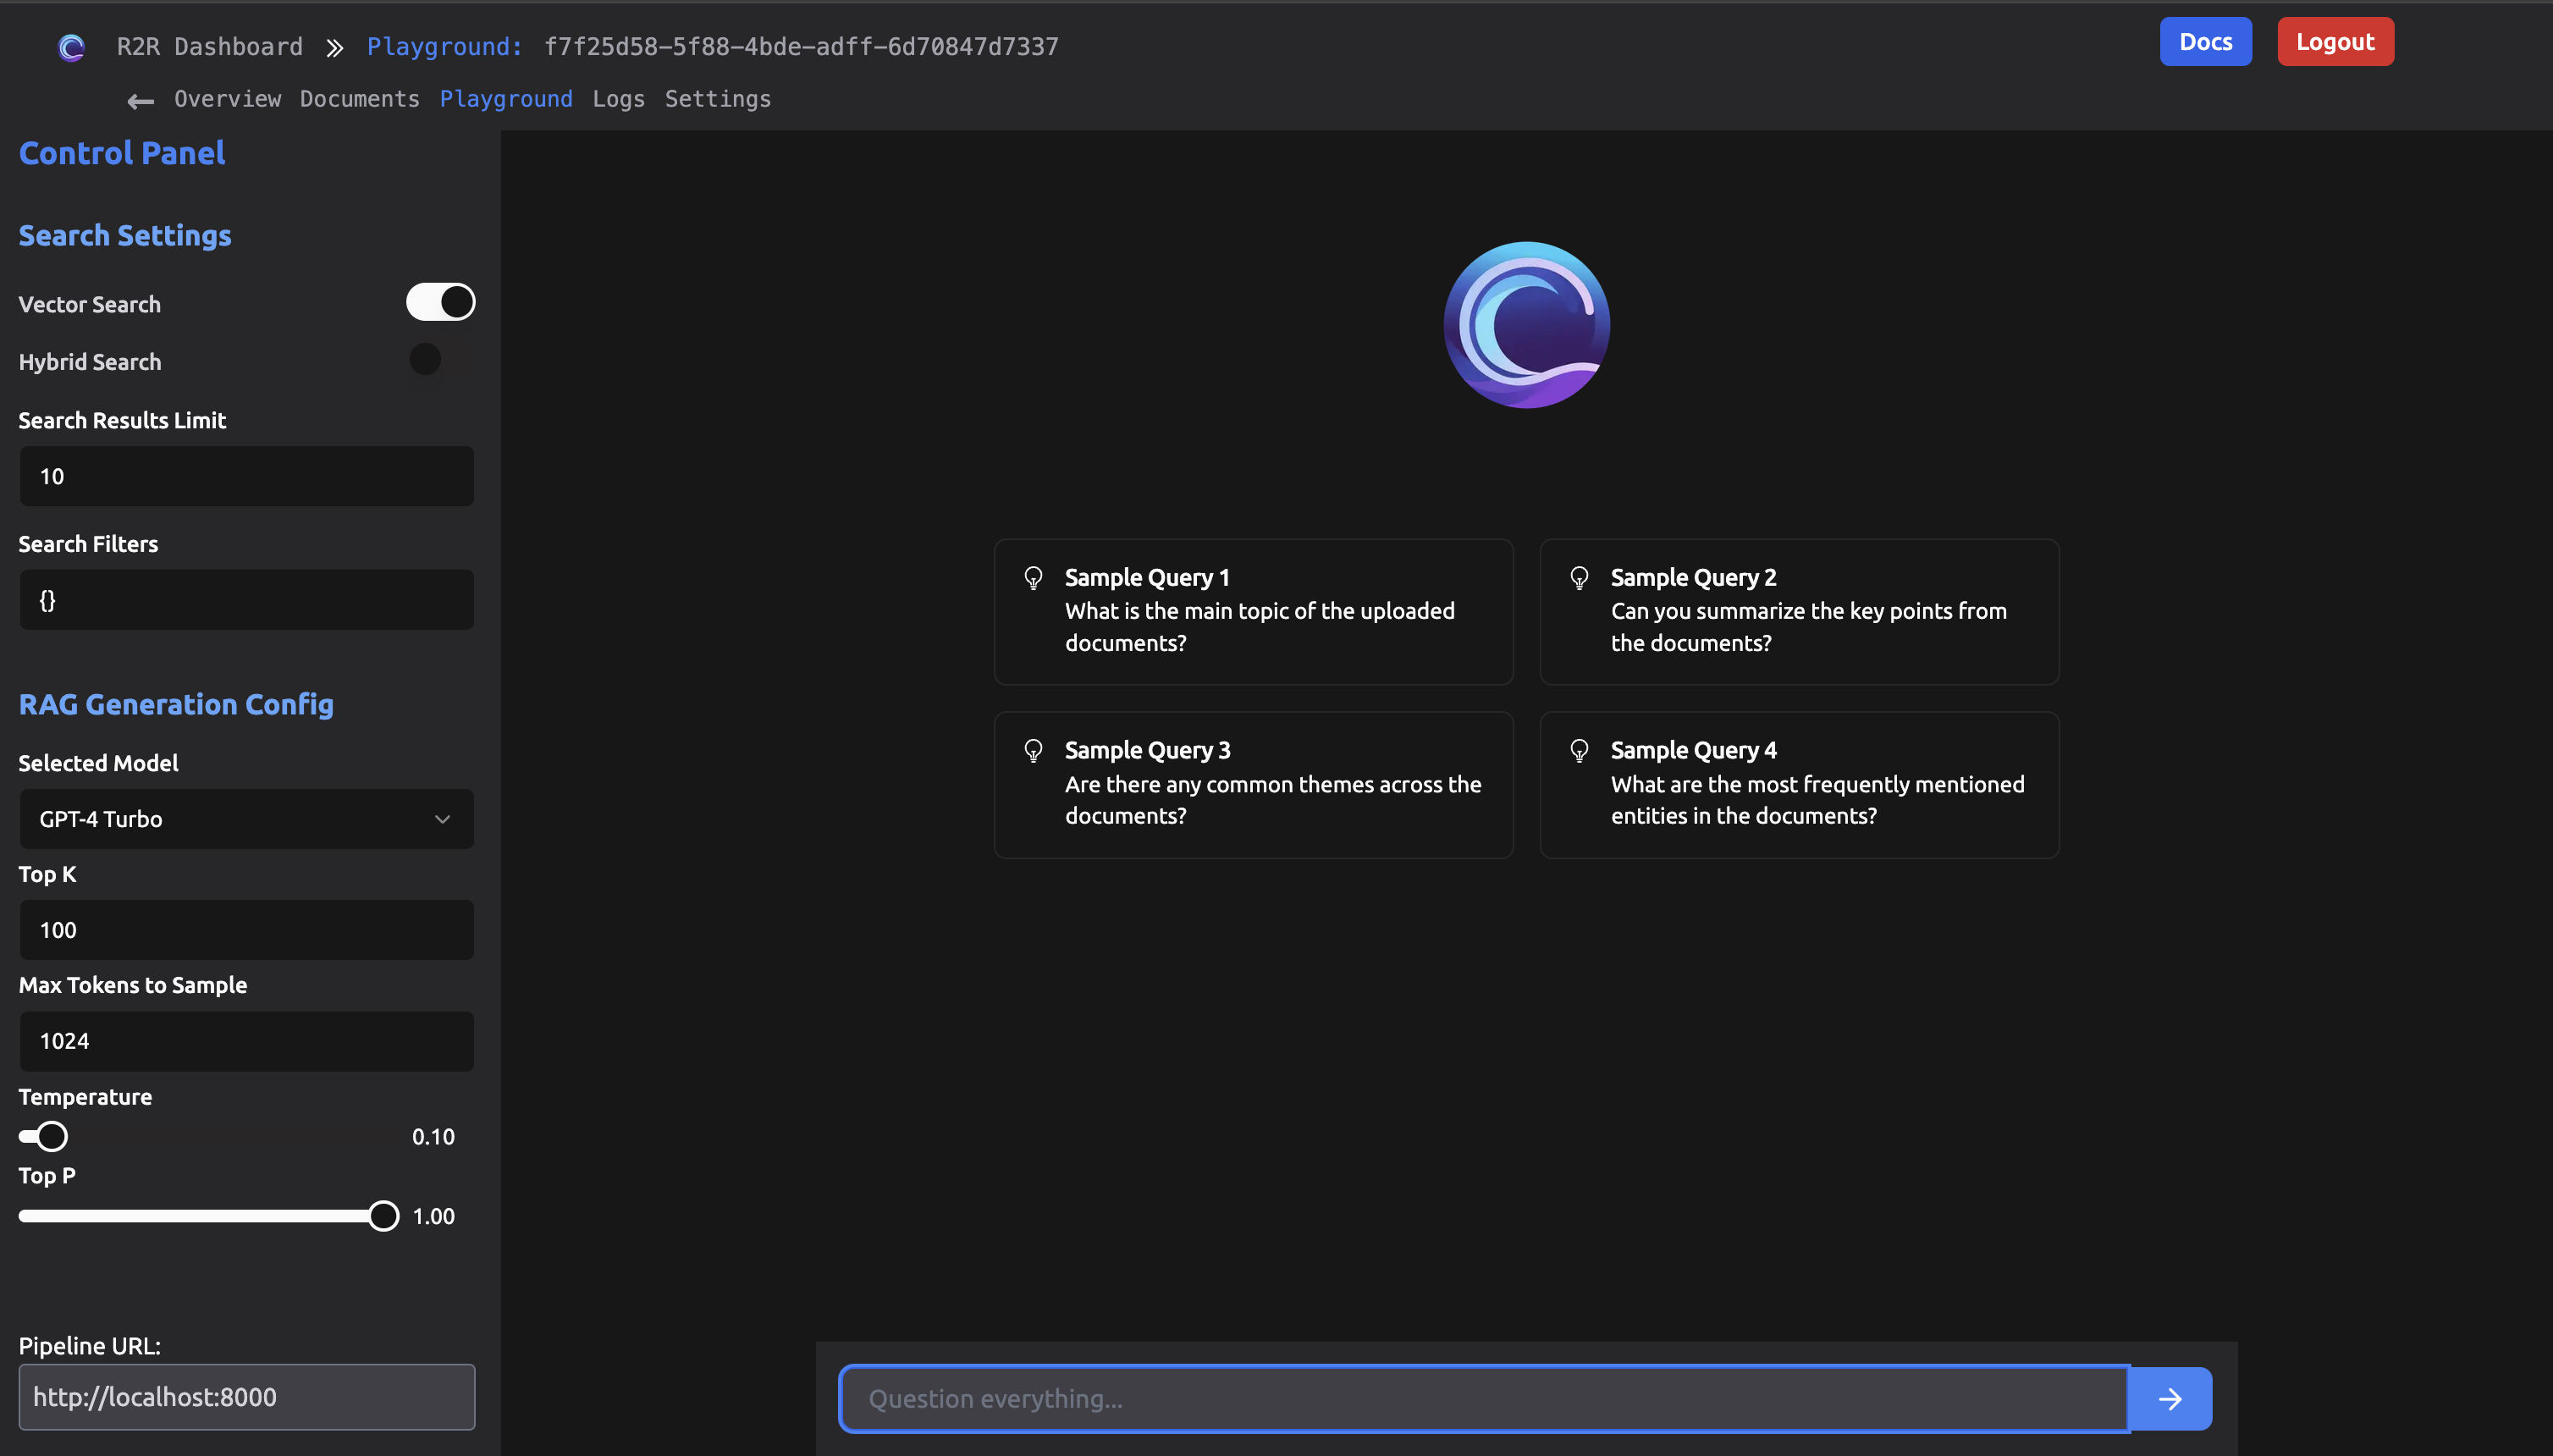 R2R Dashboard » Playground: f7f25d58-5f88-4bde-adff-6d70847d7337
Docs
Logout
← Overview Documents Playground Logs Settings
Control Panel
Search Settings
Vector Search
Hybrid Search
Search Results Limit
10
Search Filters
{}
RAG Generation Config
Selected Model
GPT-4 Turbo
Top K
100
Max Tokens to Sample
1024
Temperature
0.10
Top P
1.00
Pipeline URL:
http://localhost:8000
Sample Query 1
What is the main topic of the uploaded
documents?
Sample Query 2
Can you summarize the key points from
the documents?
Sample Query 3
Are there any common themes across the
documents?
Sample Query 4
What are the most frequently mentioned
entities in the documents?
Question everything...